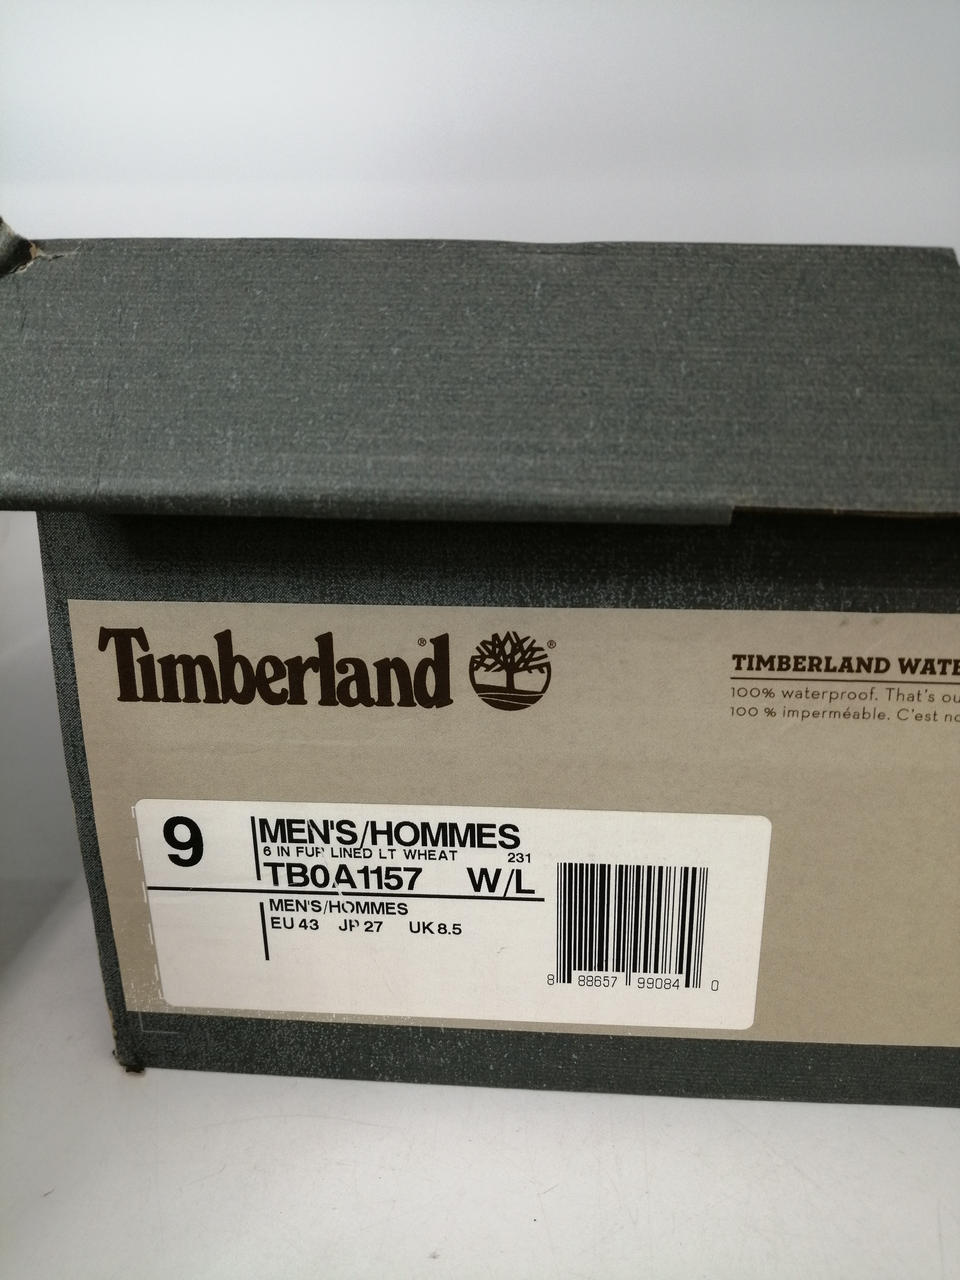 Timberland®
®
TIMBERLAND WATE
100% waterproof. That's ou
100 % imperméable. C'est no
9
MEN'S/HOMMES
6 IN FUR LINED LT WHEAT 231
TB0A1157 W/L
MEN'S/HOMMES
EU 43 JP 27 UK 8.5
8 88657 99084 0